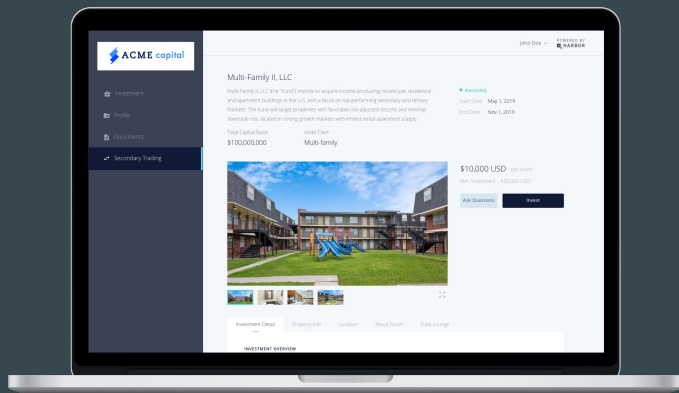 ACME capital
John Doe
POWERED BY
HARBOR
Investment
Profile
Documents
Secondary Trading
Multi-Family II, LLC
Multi-Family II, LLC (the "Fund") intends to acquire income producing, mixed-use, residential
and apartment buildings in the U.S. with a focus on top performing secondary and tertiary
markets. The Fund will target properties with favorable risk-adjusted returns and minimal
downside risk, located in strong growth markets with limited rental apartment supply.
Total Capital Raise
Asset Class
$100,000,000
Multi-family
Start Date May 1, 2019
End Date Nov 1, 2019
$10,000 USD per share
Min. Investment
USD
Ask Questions
Invest
Investment Detail
Property Info
Location
About Issuer
Data Lounge
INVESTMENT OVERVIEW